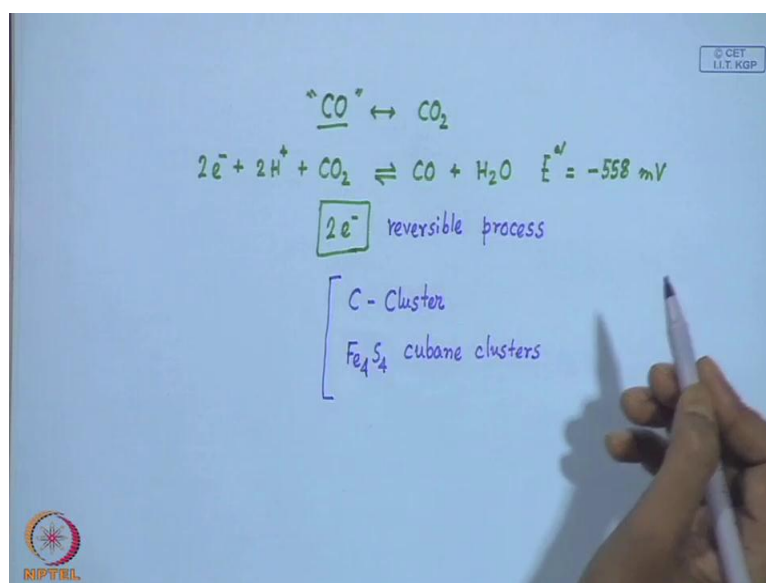 © CET
I.I.T. KGP
"CO" ↔ CO₂
2e⁻ + 2H⁺ + CO₂ ⇌ CO + H₂O E°' = -558 mV
2e⁻ reversible process
C - Cluster
Fe₄S₄ cubane clusters
NPTEL